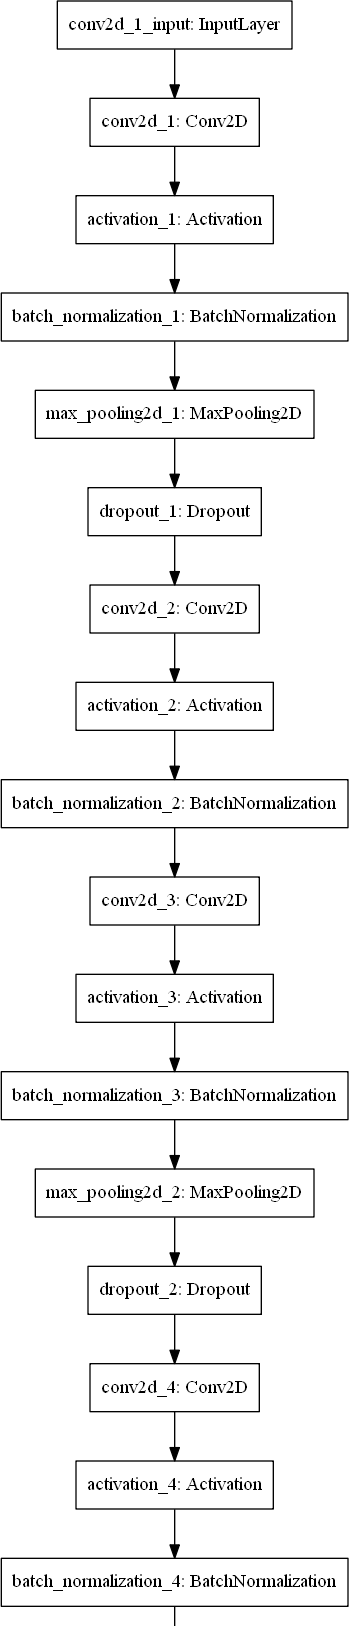 conv2d_1_input: InputLayer
conv2d_1: Conv2D
activation_1: Activation
batch_normalization_1: BatchNormalization
max_pooling2d_1: MaxPooling2D
dropout_1: Dropout
conv2d_2: Conv2D
activation_2: Activation
batch_normalization_2: BatchNormalization
conv2d_3: Conv2D
activation_3: Activation
batch_normalization_3: BatchNormalization
max_pooling2d_2: MaxPooling2D
dropout_2: Dropout
conv2d_4: Conv2D
activation_4: Activation
batch_normalization_4: BatchNormalization